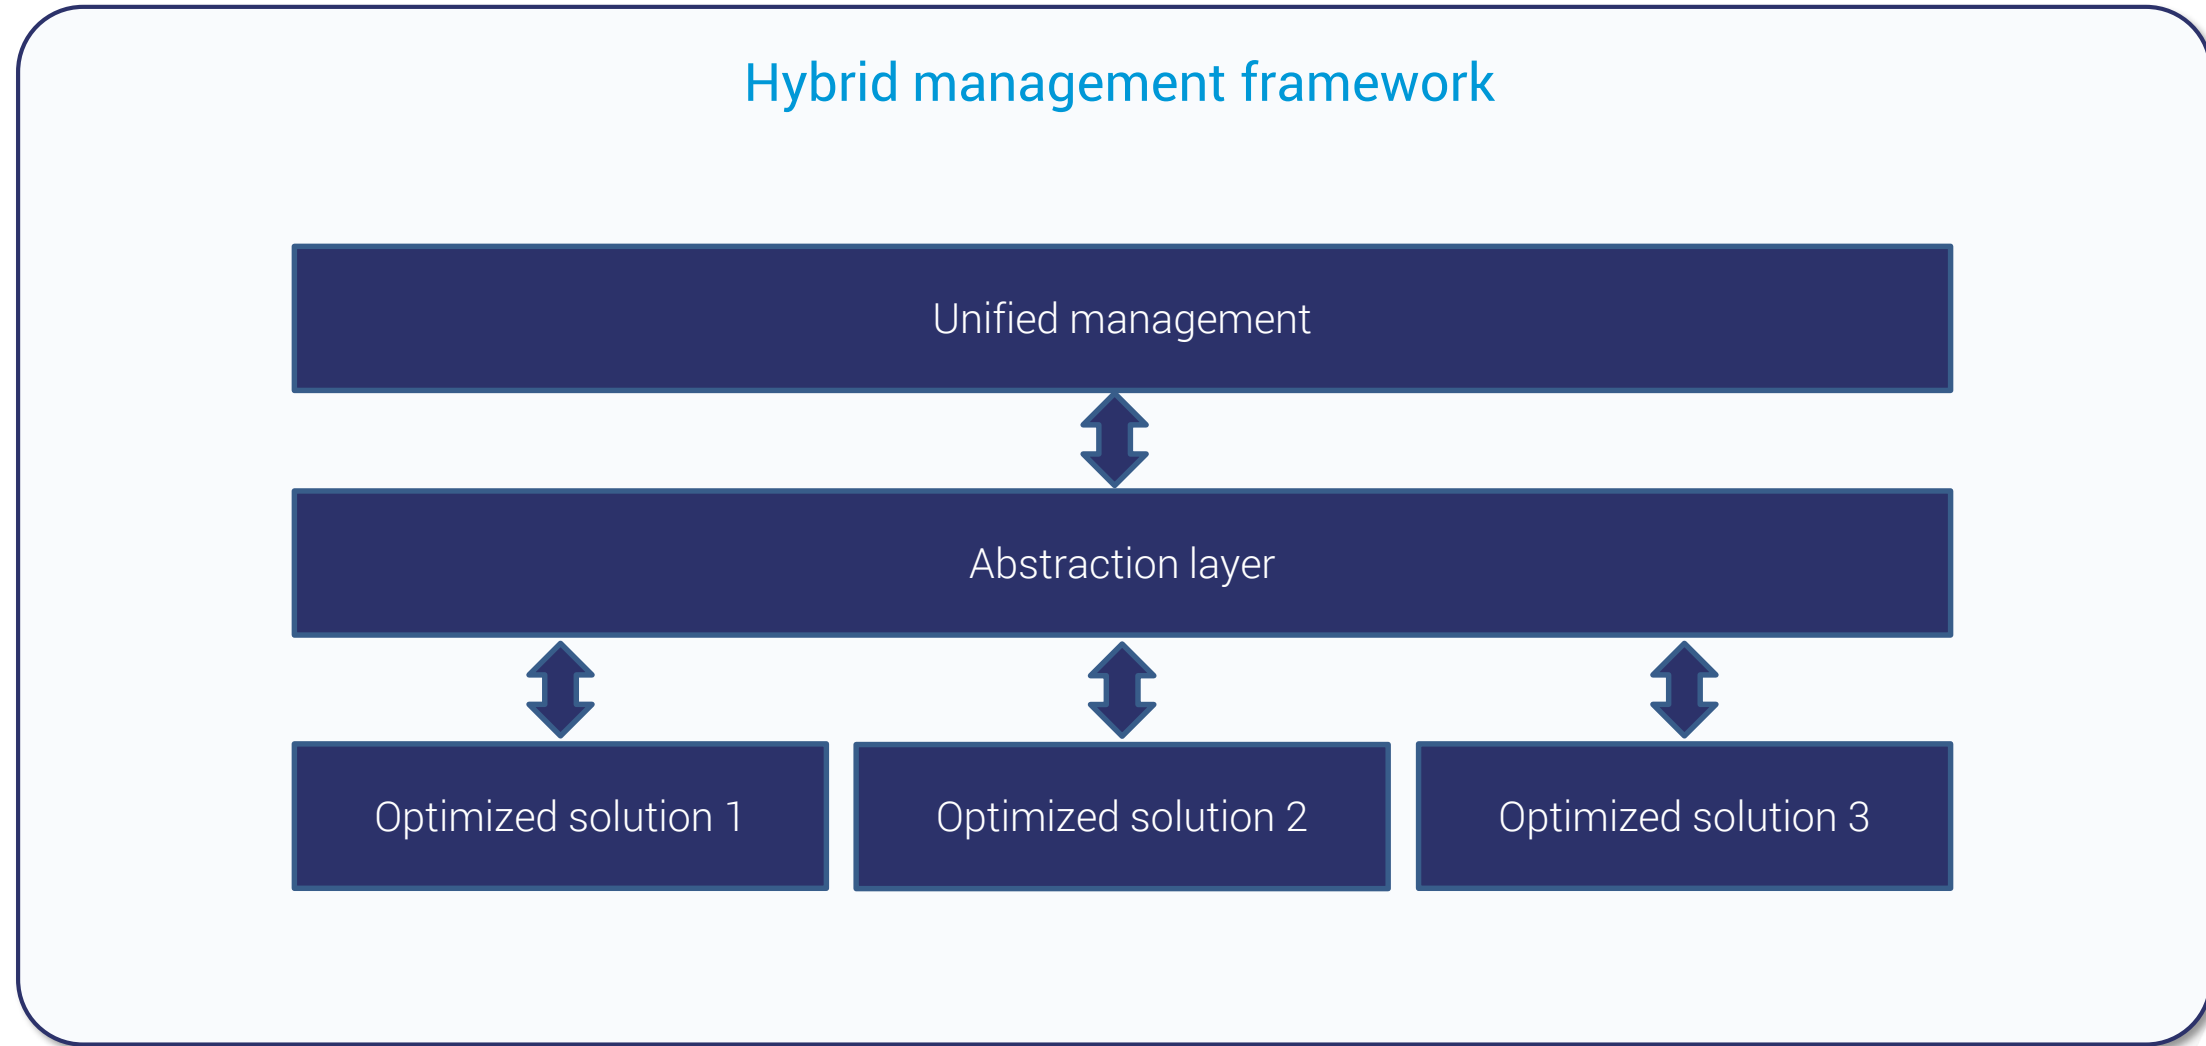 Hybrid management framework
Unified management
Abstraction layer
Optimized solution 1
Optimized solution 2
Optimized solution 3